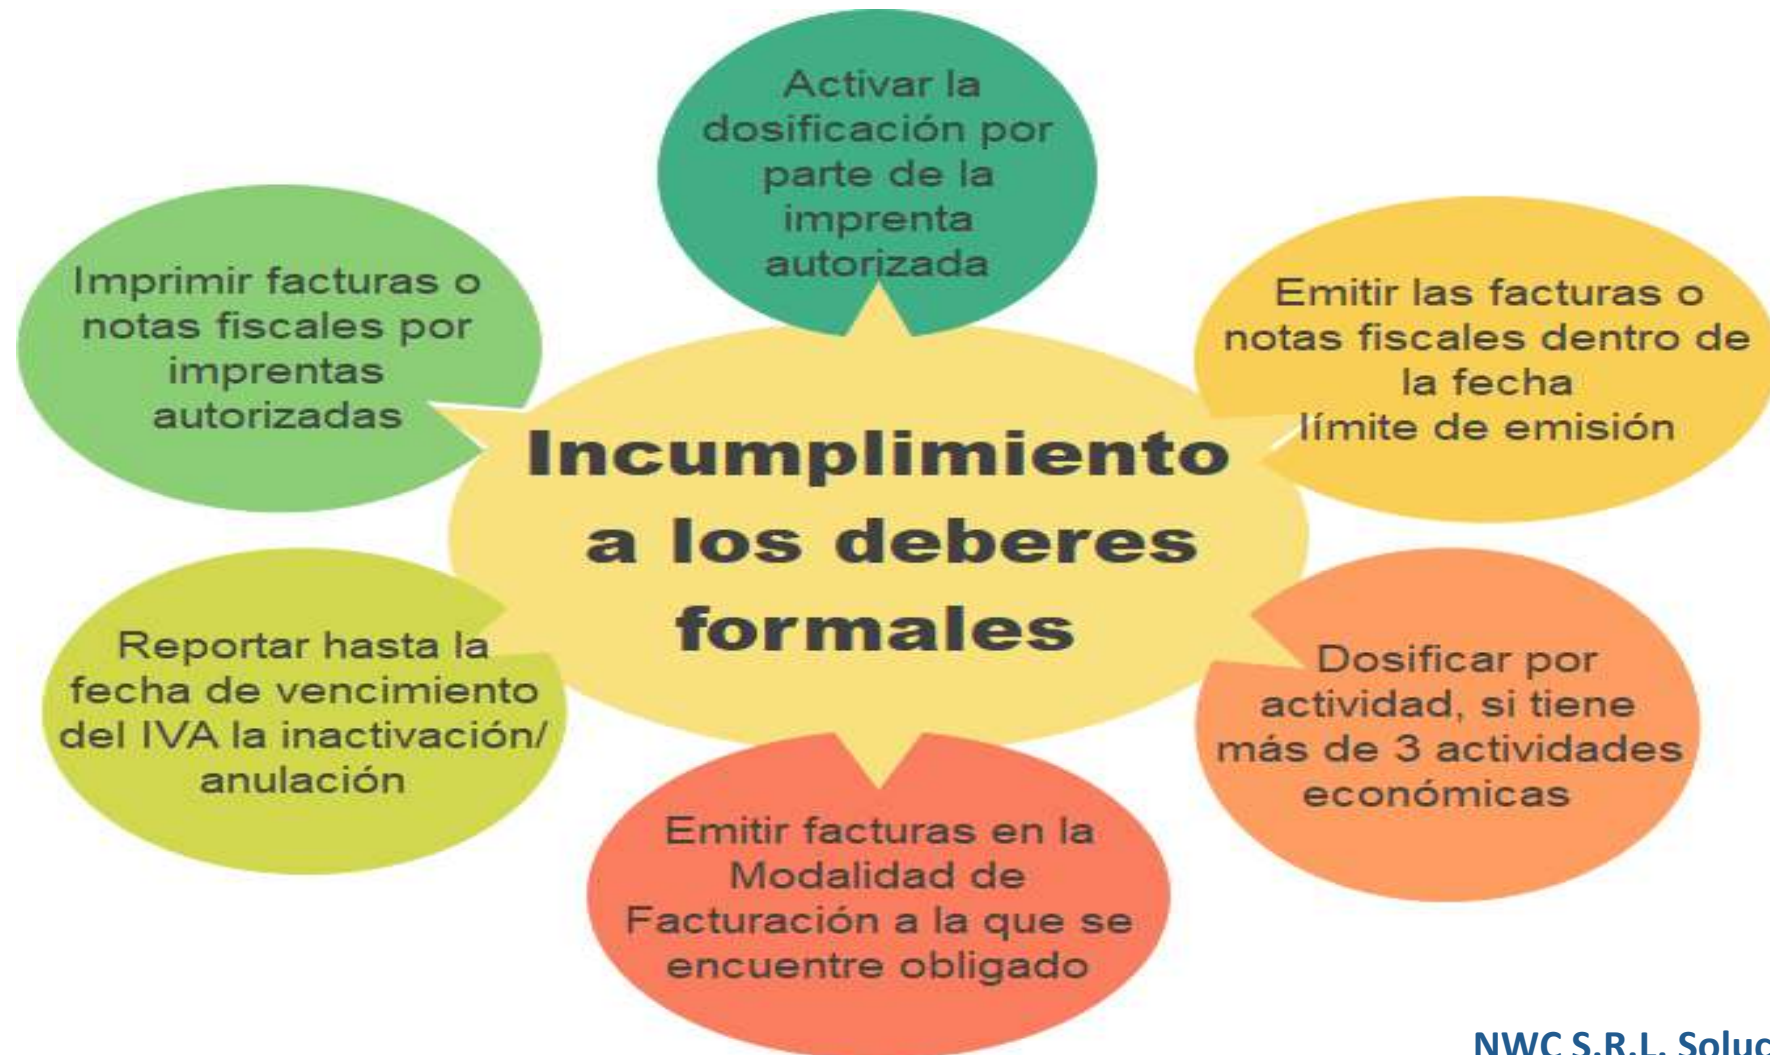 Activar la
dosificación por
parte de la
imprenta
autorizada
Imprimir facturas o
notas fiscales por
imprentas
autorizadas
Emitir las facturas o
notas fiscales dentro de
la fecha
límite de emisión
Incumplimiento
a los deberes
formales
Reportar hasta la
fecha de vencimiento
del IVA la inactivación/
anulación
Dosificar por
actividad, si tiene
más de 3 actividades
económicas
Emitir facturas en la
Modalidad de
Facturación a la que se
encuentre obligado
NWC S.R.L. Soluc